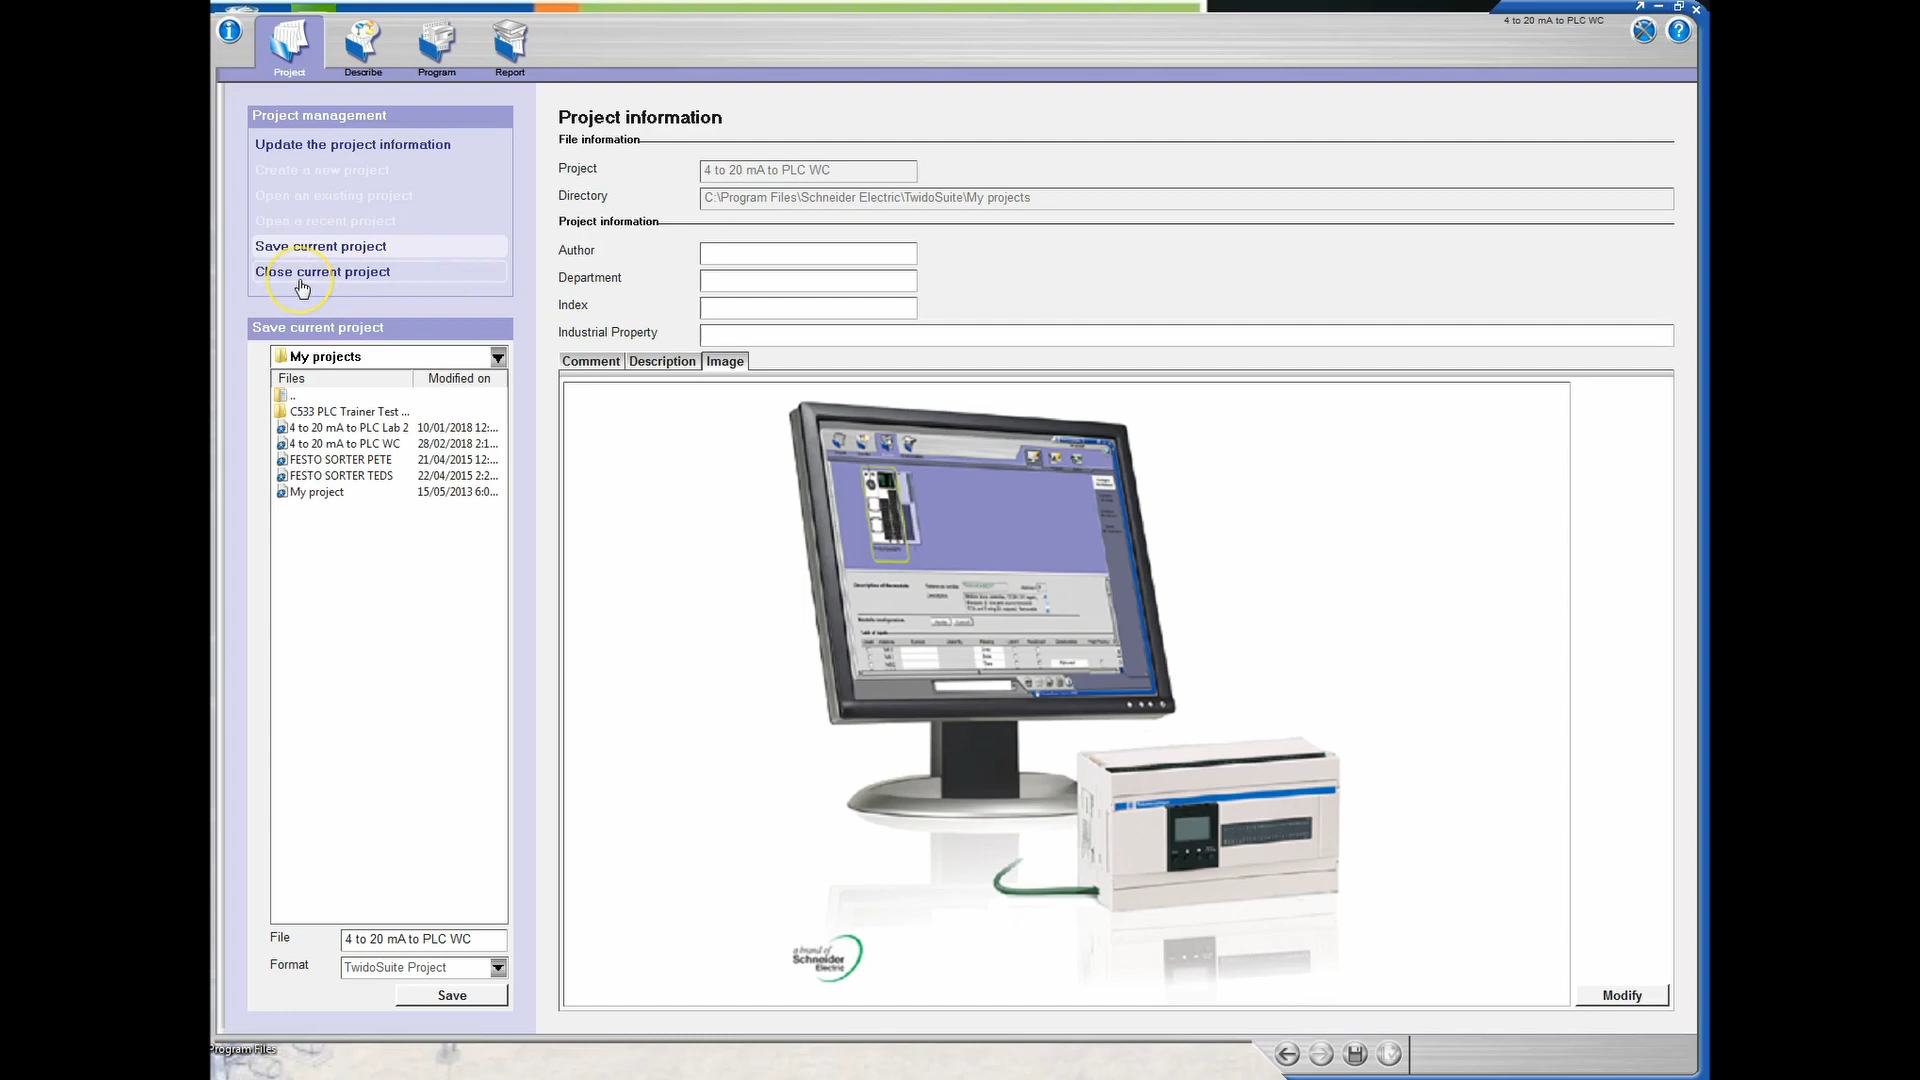 4 to 20 mA to PLC WC
Project
Describe
Program
Report
Project management
Update the project information
Create a new project
Open an existing project
Open a recent project
Save current project
Close current project
Save current project
My projects
Files Modified on
..
C533 PLC Trainer Test ...
4 to 20 mA to PLC Lab 2 10/01/2018 12:...
4 to 20 mA to PLC WC 28/02/2018 2:1...
FESTO SORTER PETE 21/04/2015 12:...
FESTO SORTER TEDS 22/04/2015 2:2...
My project 15/05/2013 6:0...
File 4 to 20 mA to PLC WC
Format TwidoSuite Project
Save
Project information
File information
Project 4 to 20 mA to PLC WC
Directory C:\Program Files\Schneider Electric\TwidoSuite\My projects
Project information
Author
Department
Index
Industrial Property
Comment Description Image
a brand of
Schneider
Electric
Modify
Program Files